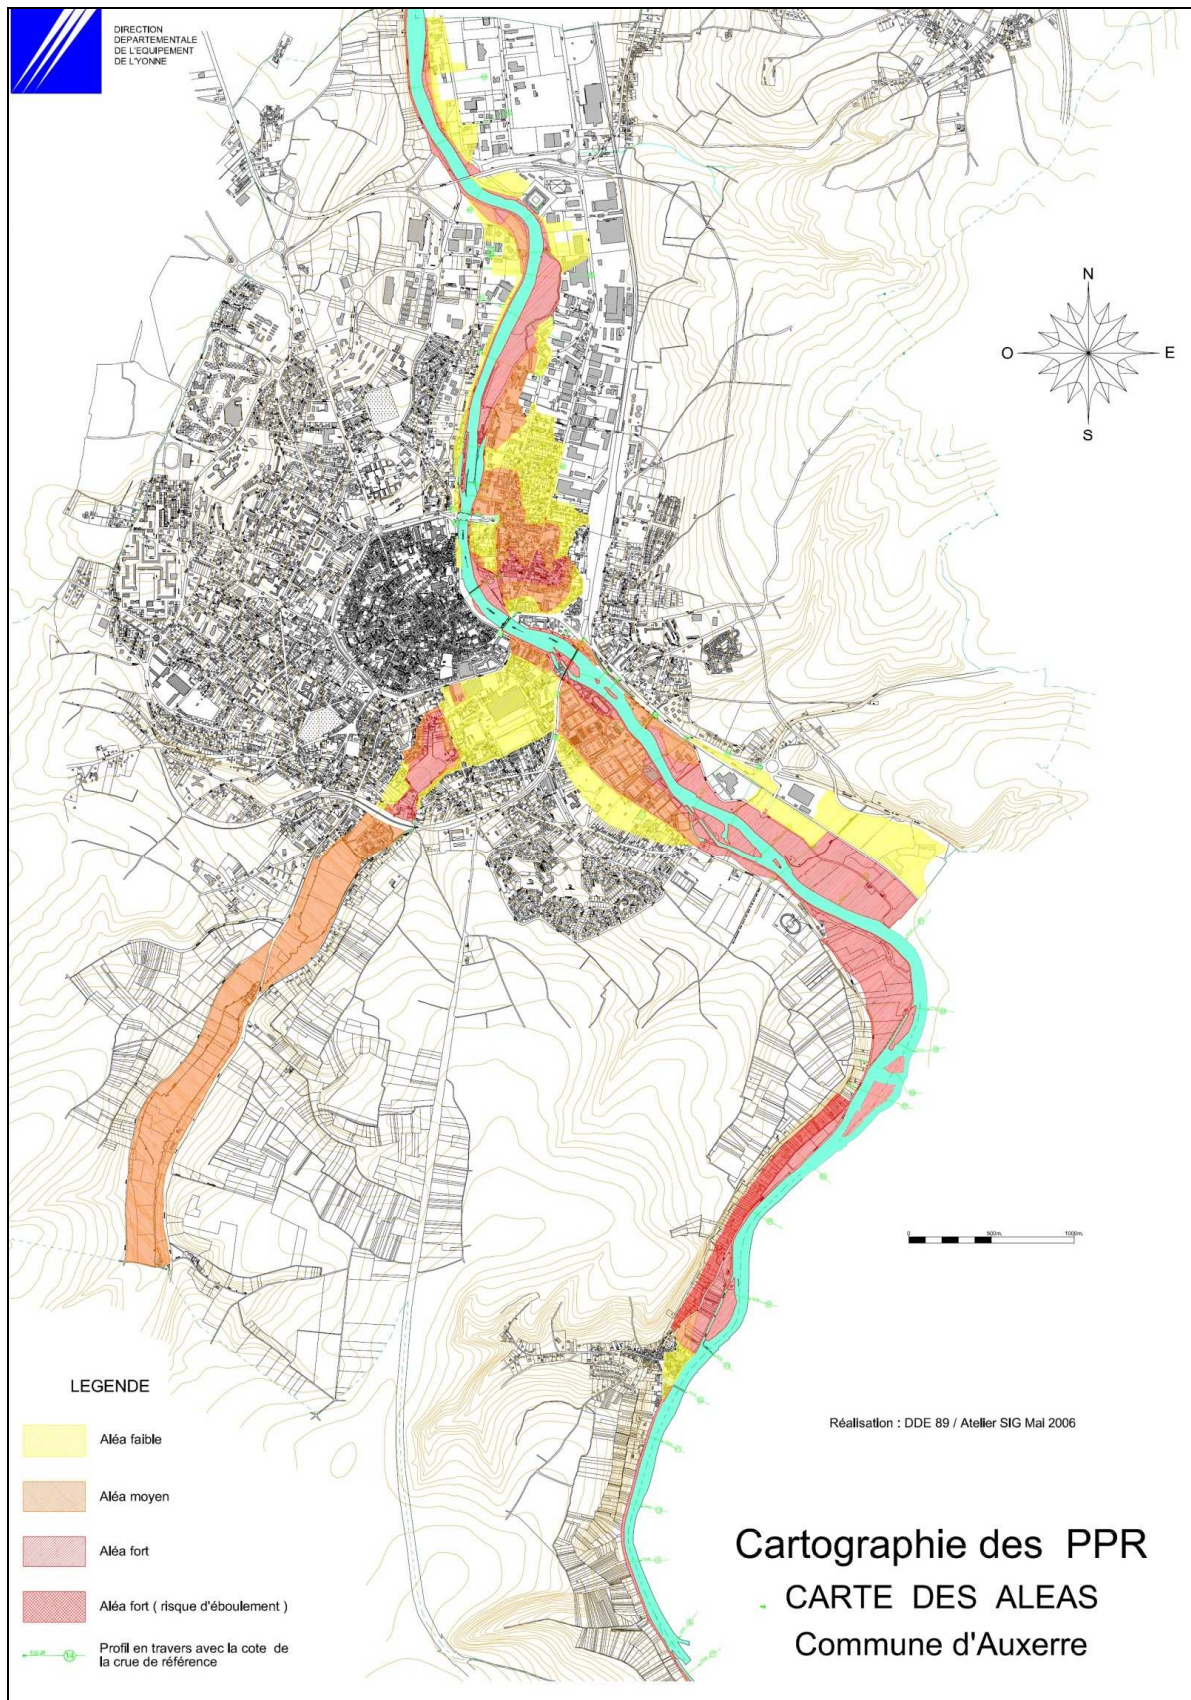 DIRECTION
DEPARTEMENTALE
DE L'EQUIPEMENT
DE L'YONNE
N
O
E
S
0
500m.
1000m.
LEGENDE
Aléa faible
Aléa moyen
Aléa fort
Aléa fort ( risque d'éboulement )
14
Profil en travers avec la cote de
la crue de référence
Réalisation : DDE 89 / Atelier SIG Mai 2006
Cartographie des PPR
CARTE DES ALEAS
Commune d'Auxerre